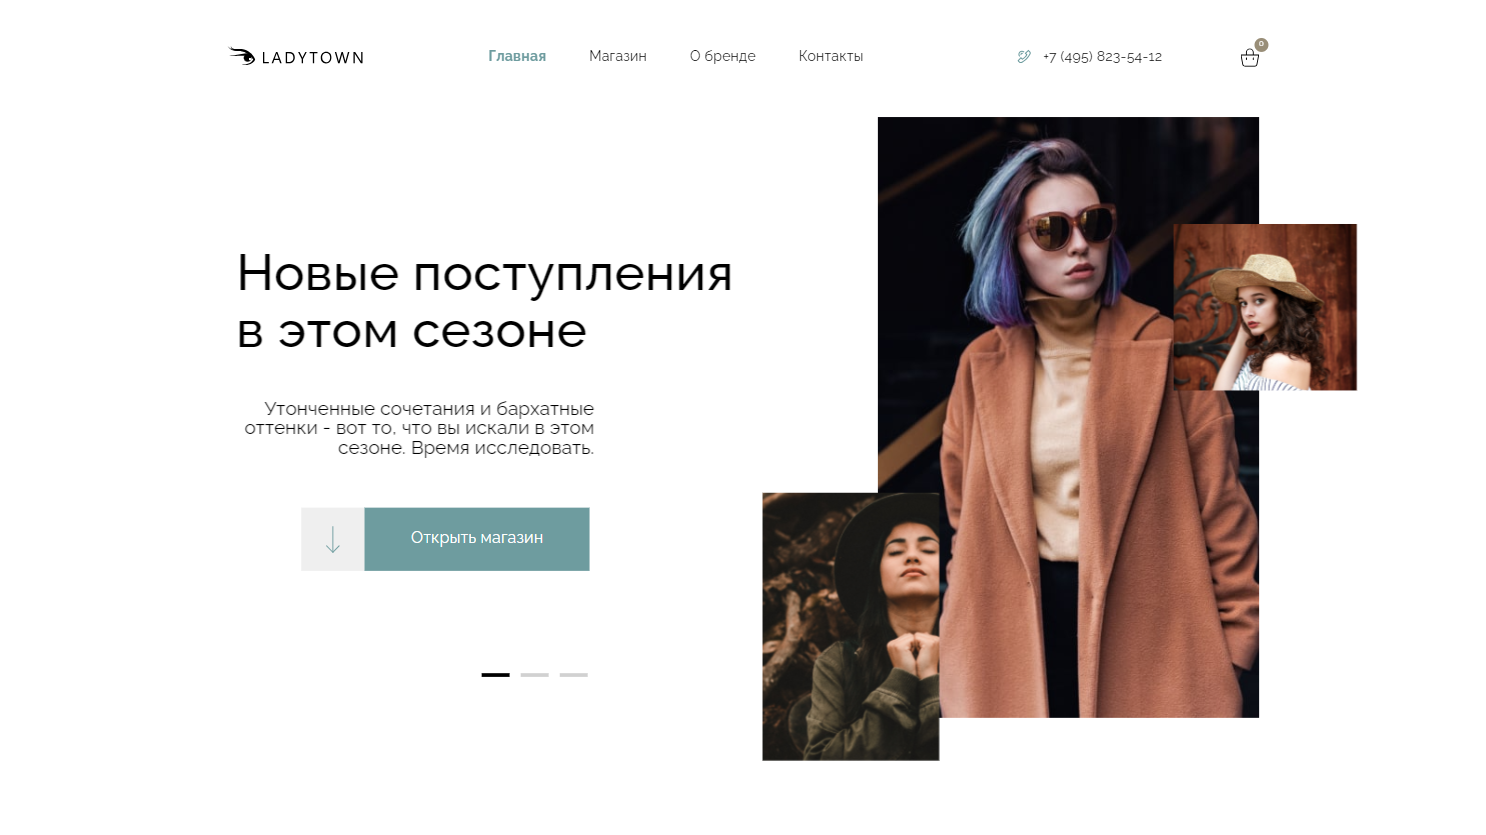 LADYTOWN
Главная Магазин О бренде Контакты
+7 (495) 823-54-12
0
Новые поступления
в этом сезоне
Утонченные сочетания и бархатные
оттенки - вот то, что вы искали в этом
сезоне. Время исследовать.
Открыть магазин